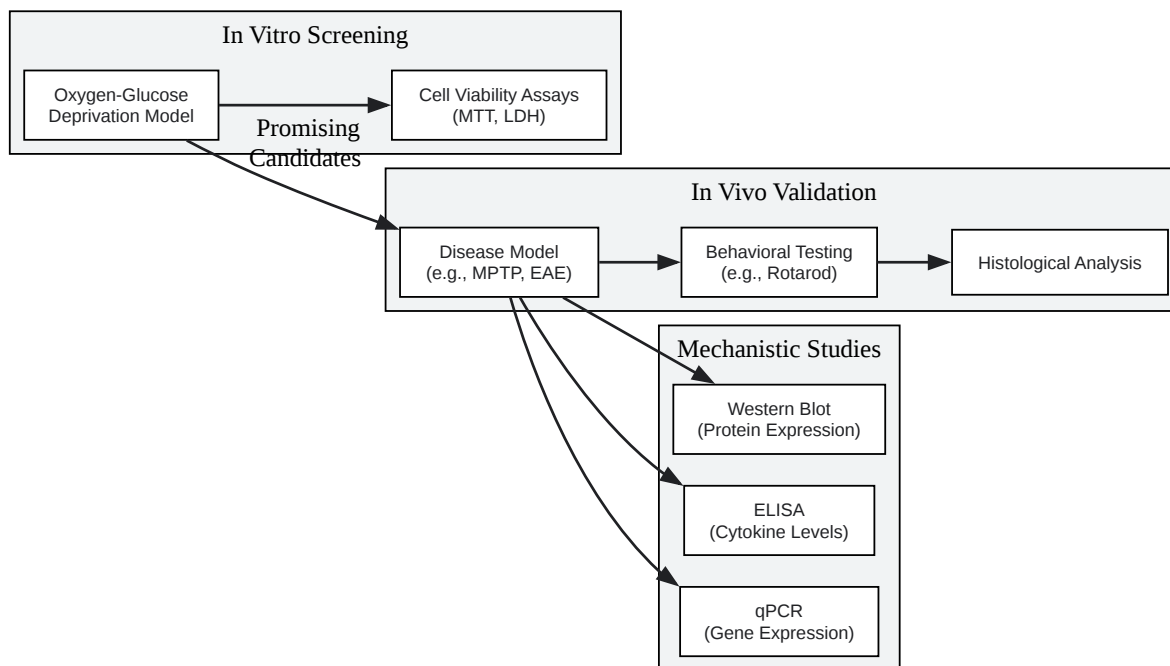 In Vitro Screening
Oxygen-Glucose
Deprivation Model
Cell Viability Assays
(MTT, LDH)
Promising
Candidates
In Vivo Validation
Disease Model
(e.g., MPTP, EAE)
Behavioral Testing
(e.g., Rotarod)
Histological Analysis
Mechanistic Studies
Western Blot
(Protein Expression)
ELISA
(Cytokine Levels)
qPCR
(Gene Expression)